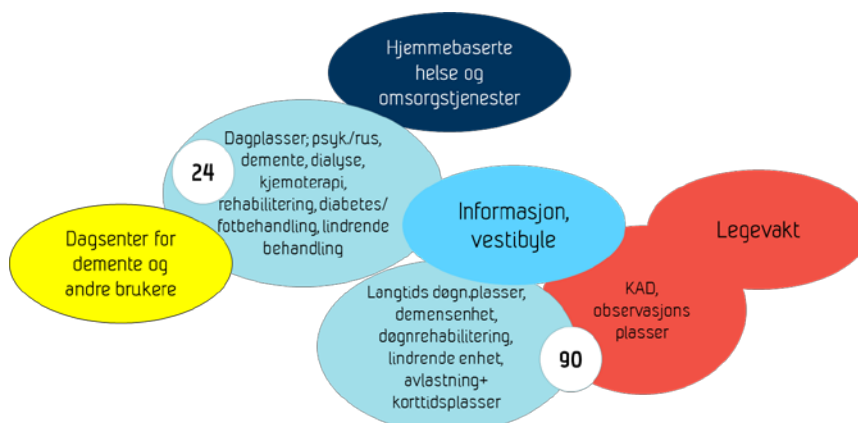 Hjemmebaserte
helse og
omsorgstjenester
Dagplasser; psyk/rus,
demente, dialyse,
kjemoterapi,
rehabilitering, diabetes/
fotbehandling, lindrende
behandling
24
Dagsenter for
demente og
andre brukere
Informasjon,
vestibyle
Legevakt
KAD,
observasjons
plasser
Langtids døgn.plasser,
demensenhet,
døgnrehabilitering,
lindrende enhet,
avlastning+
korttidsplasser
90